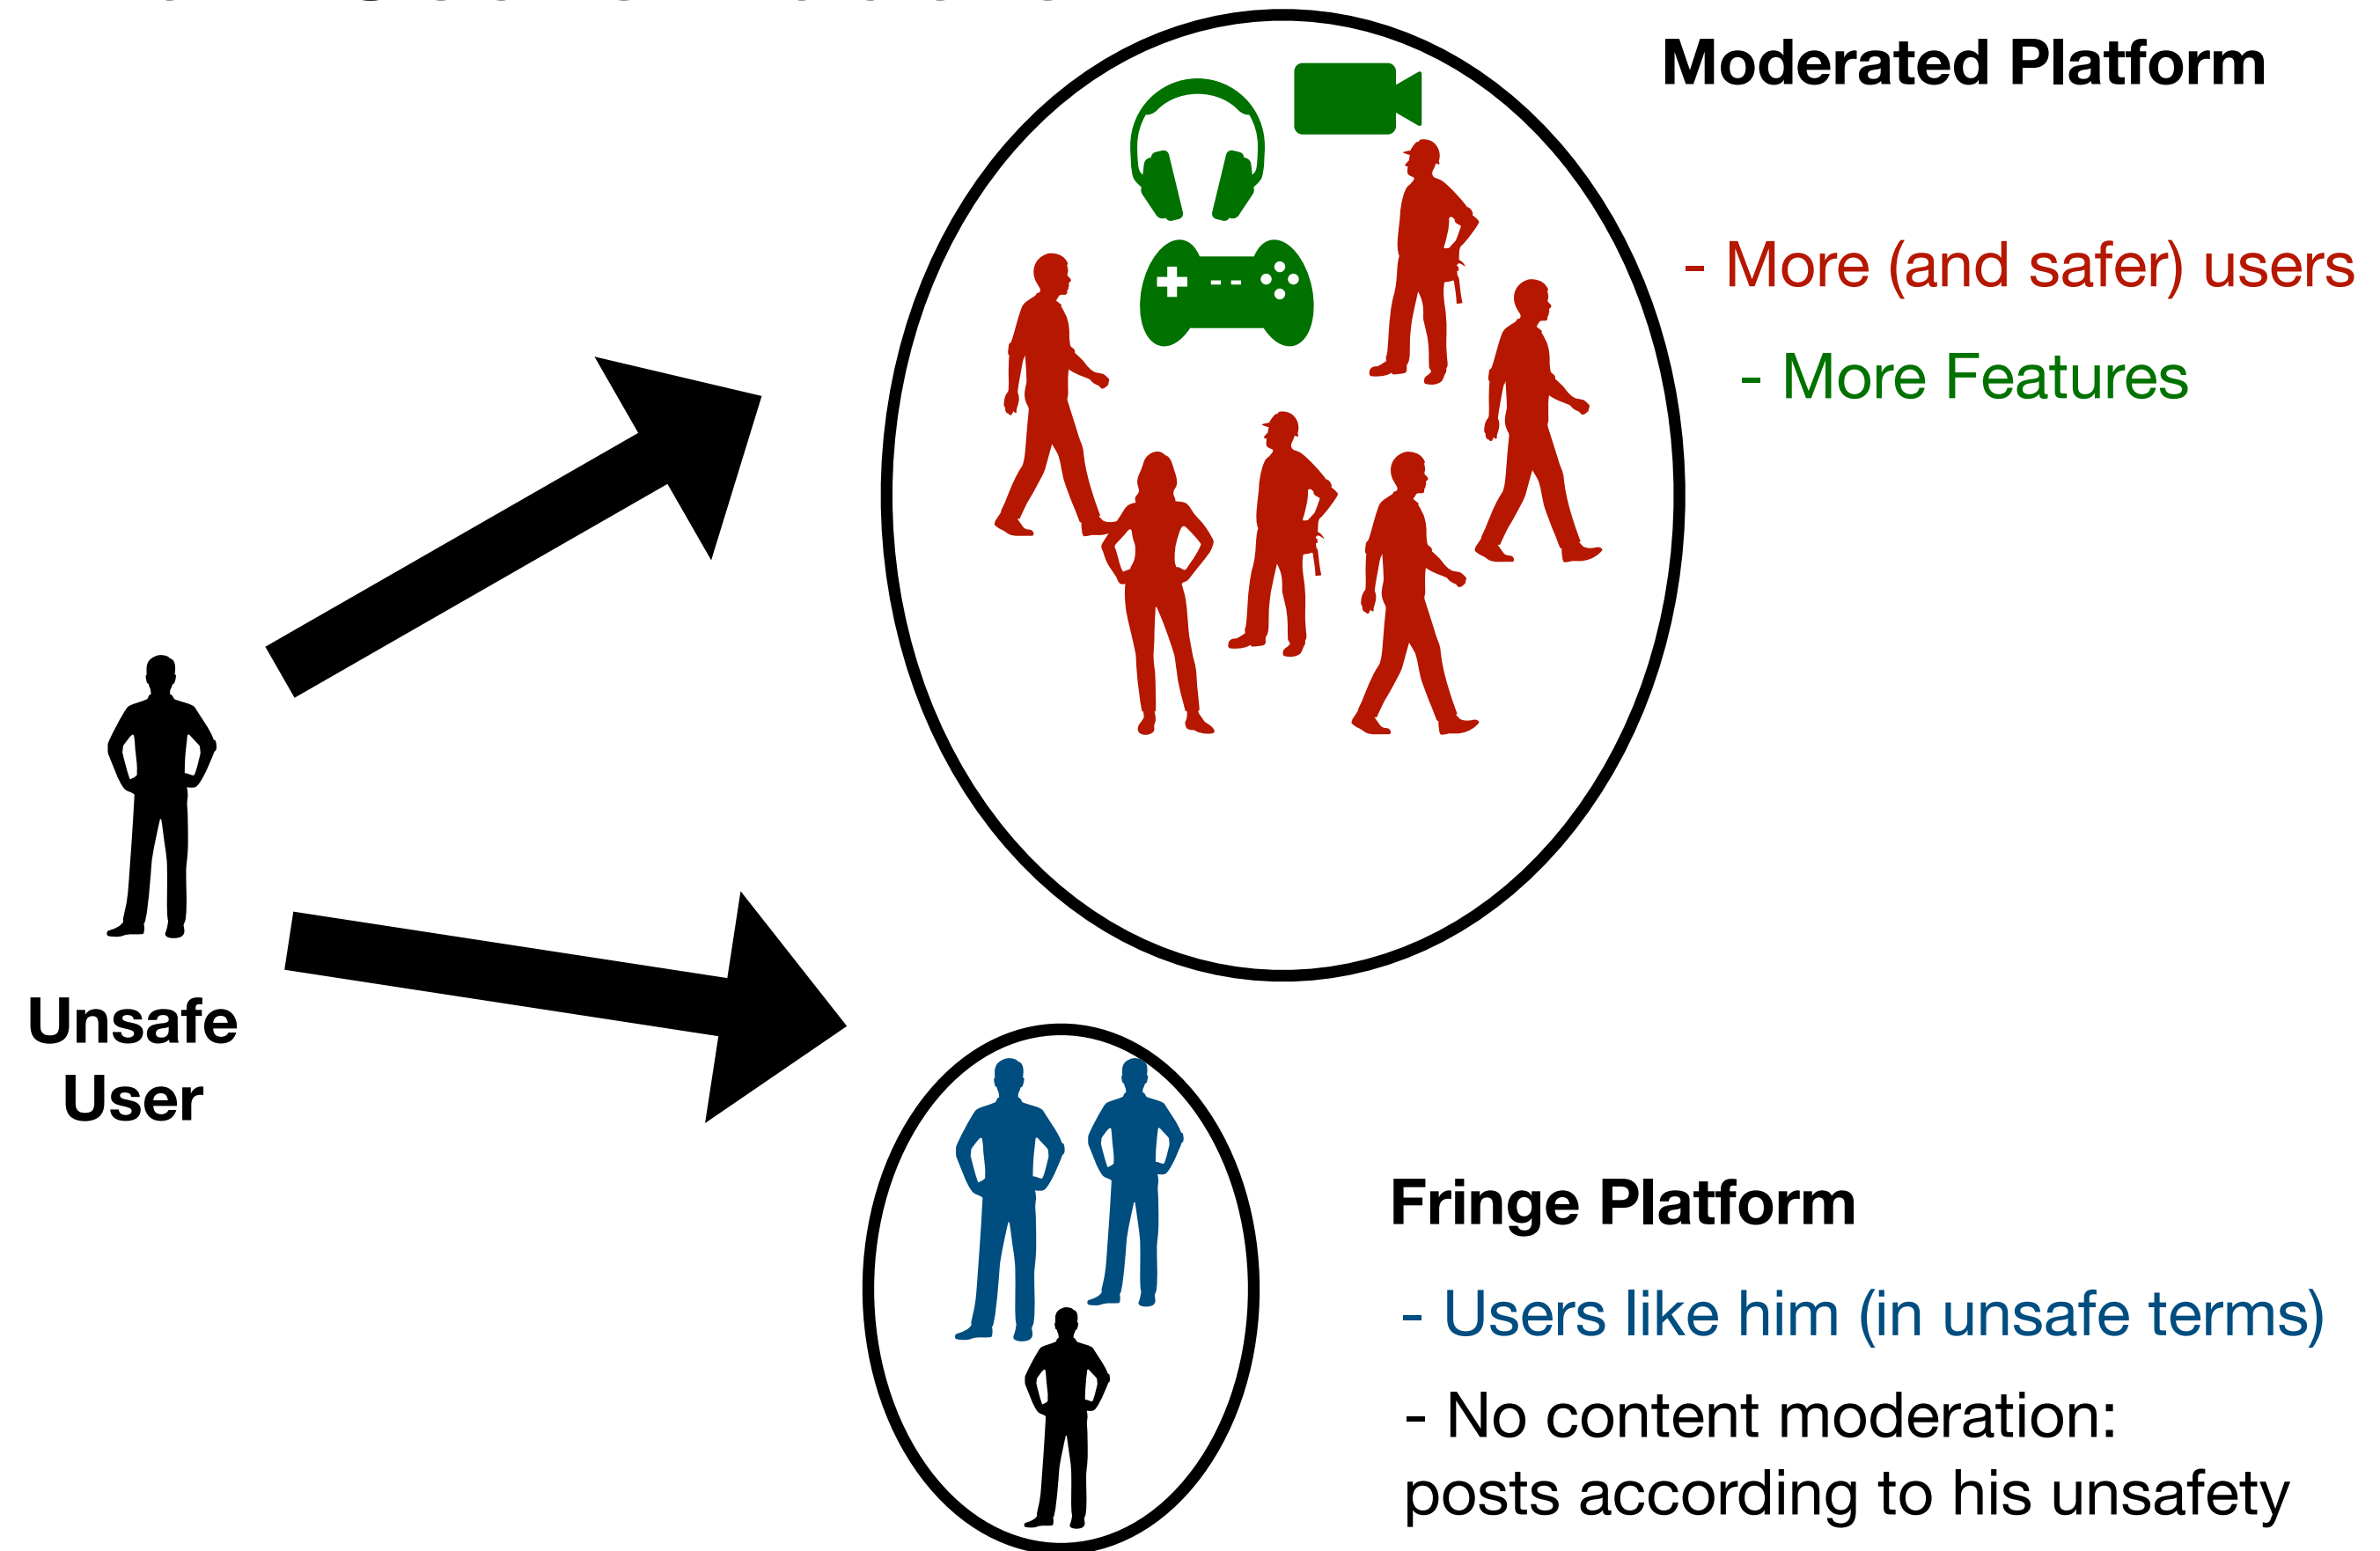 Moderated Platform
- More (and safer) users
- More Features
Unsafe
User
Fringe Platform
- Users like him (in unsafe terms)
- No content moderation:
posts according to his unsafety